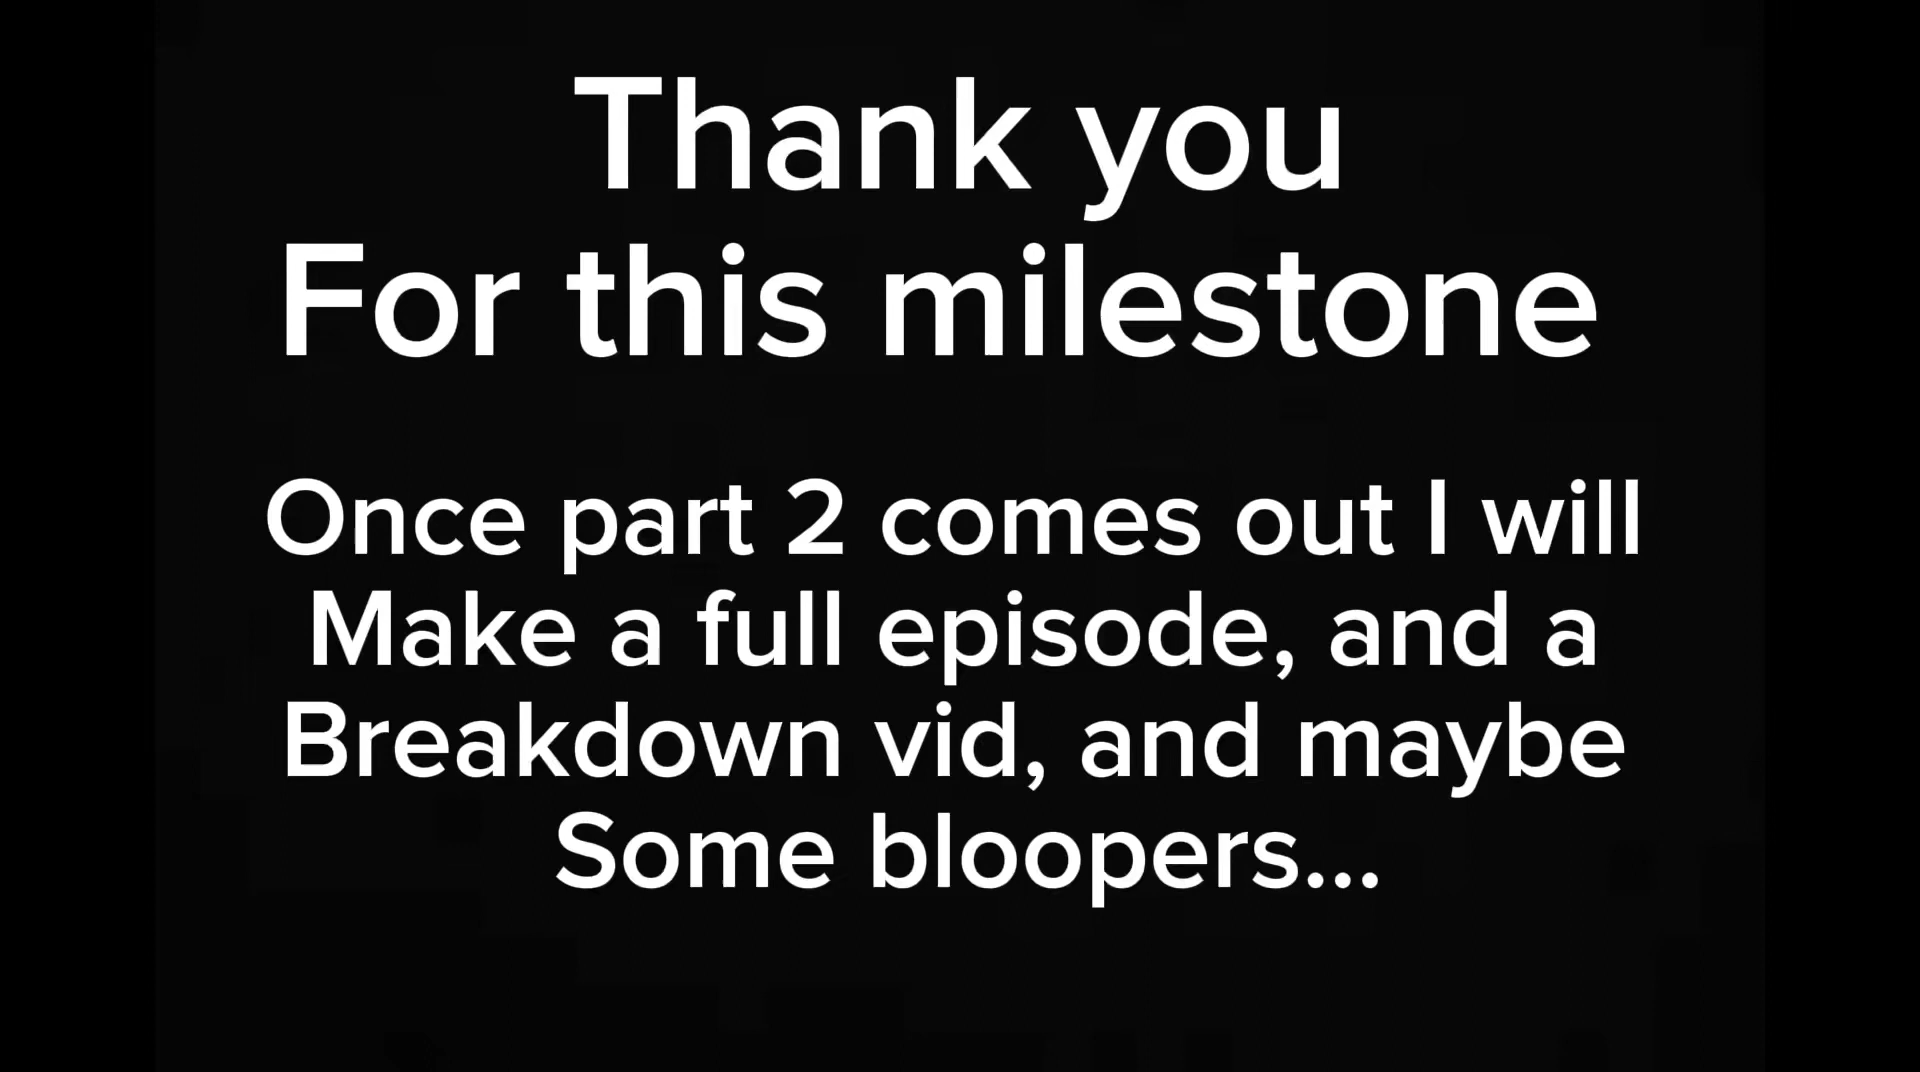 Thank you
For this milestone
Once part 2 comes out I will
Make a full episode, and a
Breakdown vid, and maybe
Some bloopers...